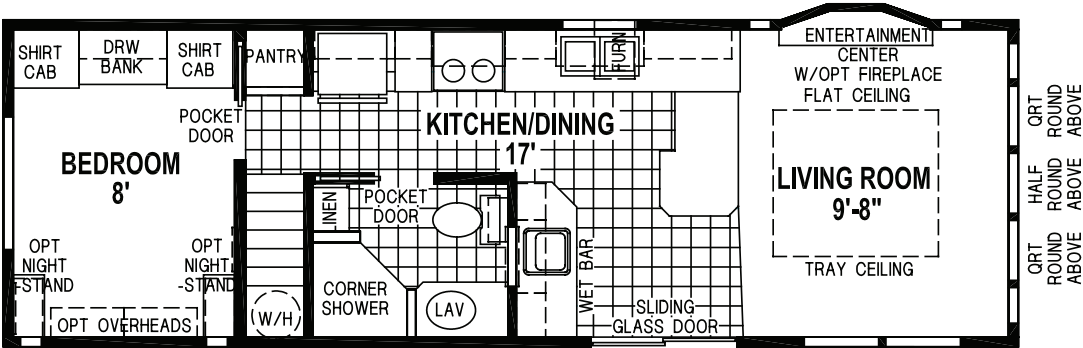 SHIRT
CAB
DRW
BANK
SHIRT
CAB
PANTRY
POCKET
DOOR
BEDROOM
8'
OPT
NIGHT
-STAND
OPT
NIGHT
-STAND
OPT OVERHEADS
W/H
KITCHEN/DINING
17'
FURN
LINEN
POCKET
DOOR
CORNER
SHOWER
LAV
WET BAR
SLIDING
GLASS DOOR
ENTERTAINMENT
CENTER
W/OPT FIREPLACE
FLAT CEILING
LIVING ROOM
9'-8"
TRAY CEILING
QRT
ROUND
ABOVE
HALF
ROUND
ABOVE
QRT
ROUND
ABOVE